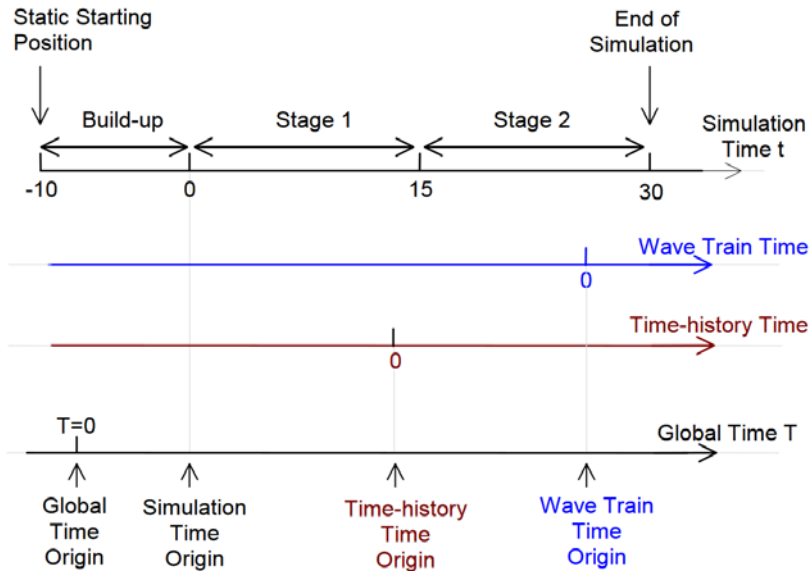 Static Starting
Position
End of
Simulation
Build-up
Stage 1
Stage 2
Simulation
Time t
-10
0
15
30
Wave Train Time
0
Time-history Time
0
T=0
Global Time T
Global
Time
Origin
Simulation
Time
Origin
Time-history
Time
Origin
Wave Train
Time
Origin